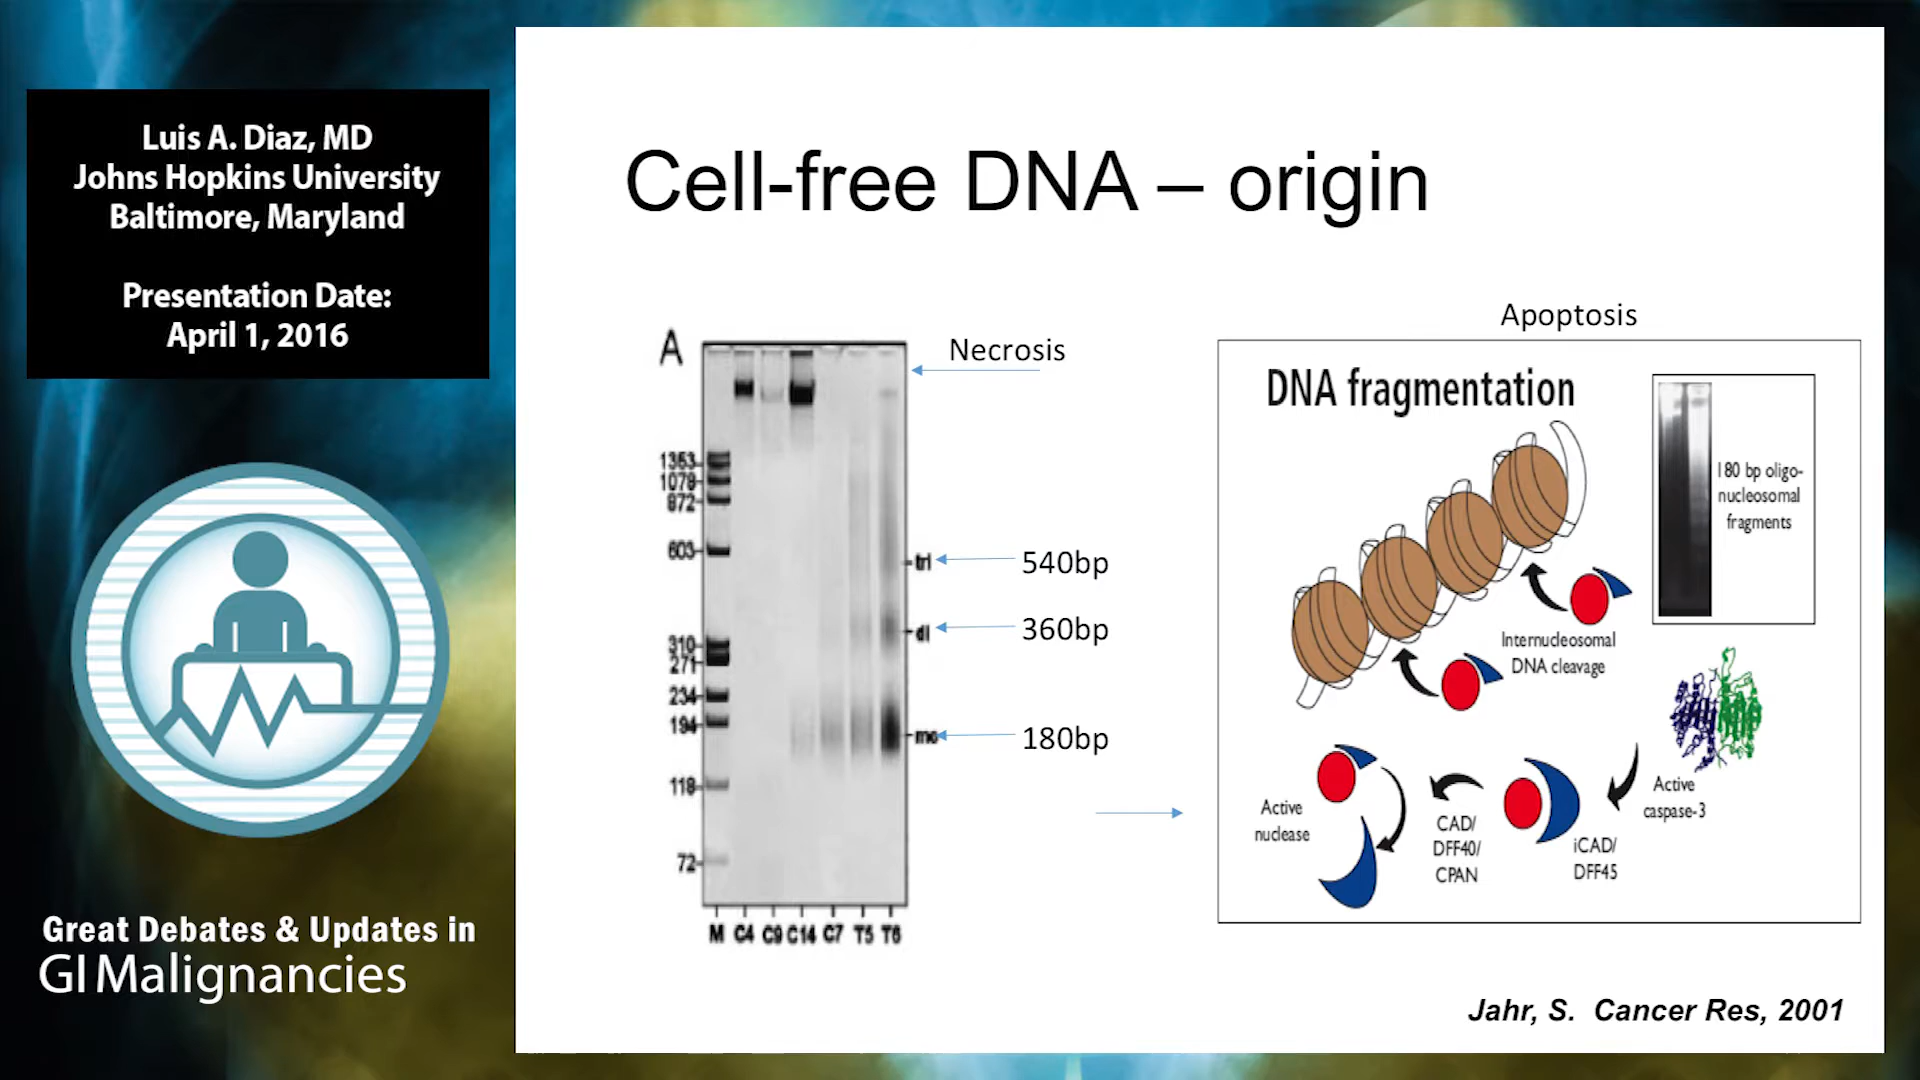 Luis A. Diaz, MD
Johns Hopkins University
Baltimore, Maryland
Presentation Date:
April 1, 2016
Great Debates & Updates in
GI Malignancies
Cell-free DNA – origin
A
Necrosis
1353
1078
872
603
310
271
234
194
118
72
tri
di
mo
540bp
360bp
180bp
M C4 C9 C14 C7 T5 T6
Apoptosis
DNA fragmentation
180 bp oligo-
nucleosomal
fragments
Internucleosomal
DNA cleavage
Active
caspase-3
iCAD/
DFF45
CAD/
DFF40/
CPAN
Active
nuclease
Jahr, S. Cancer Res, 2001